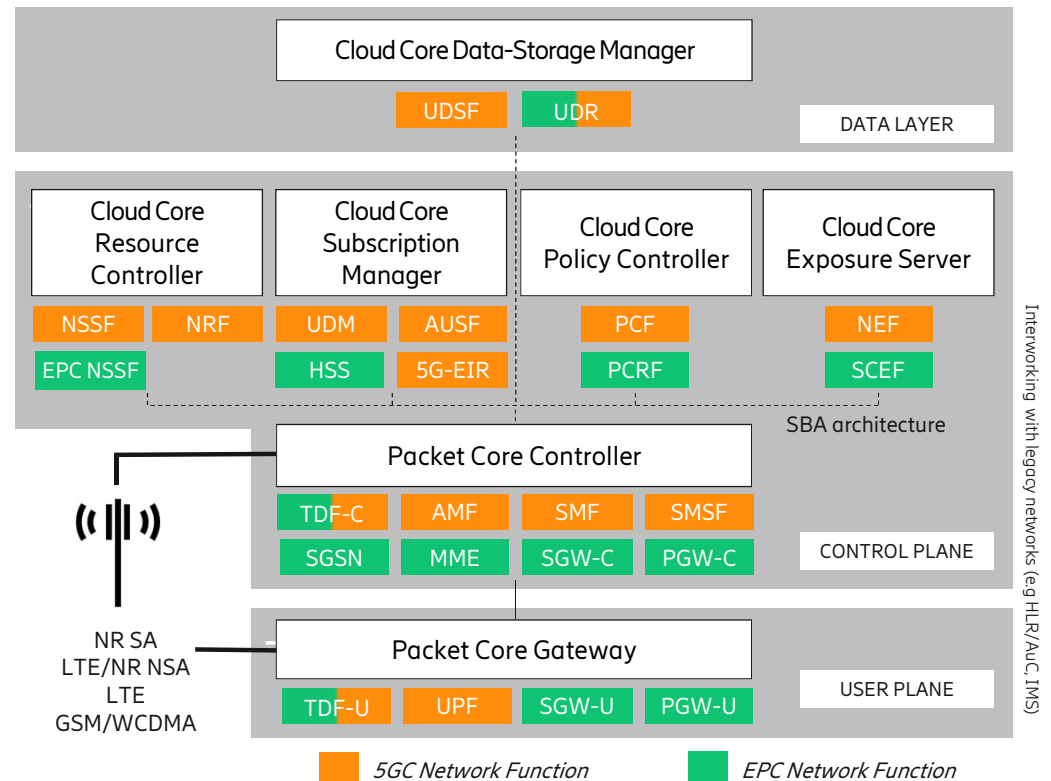 Cloud Core Data-Storage Manager
UDSF
UDR
DATA LAYER
Cloud Core
Resource
Controller
Cloud Core
Subscription
Manager
Cloud Core
Policy Controller
Cloud Core
Exposure Server
NSSF
NRF
UDM
AUSF
PCF
NEF
EPC NSSF
HSS
5G-EIR
PCRF
SCEF
SBA architecture
Packet Core Controller
TDF-C
AMF
SMF
SMSF
SGSN
MME
SGW-C
PGW-C
CONTROL PLANE
NR SA
LTE/NR NSA
LTE
GSM/WCDMA
Packet Core Gateway
TDF-U
UPF
SGW-U
PGW-U
USER PLANE
Interworking with legacy networks (e.g HLR/AuC, IMS)
5GC Network Function
EPC Network Function